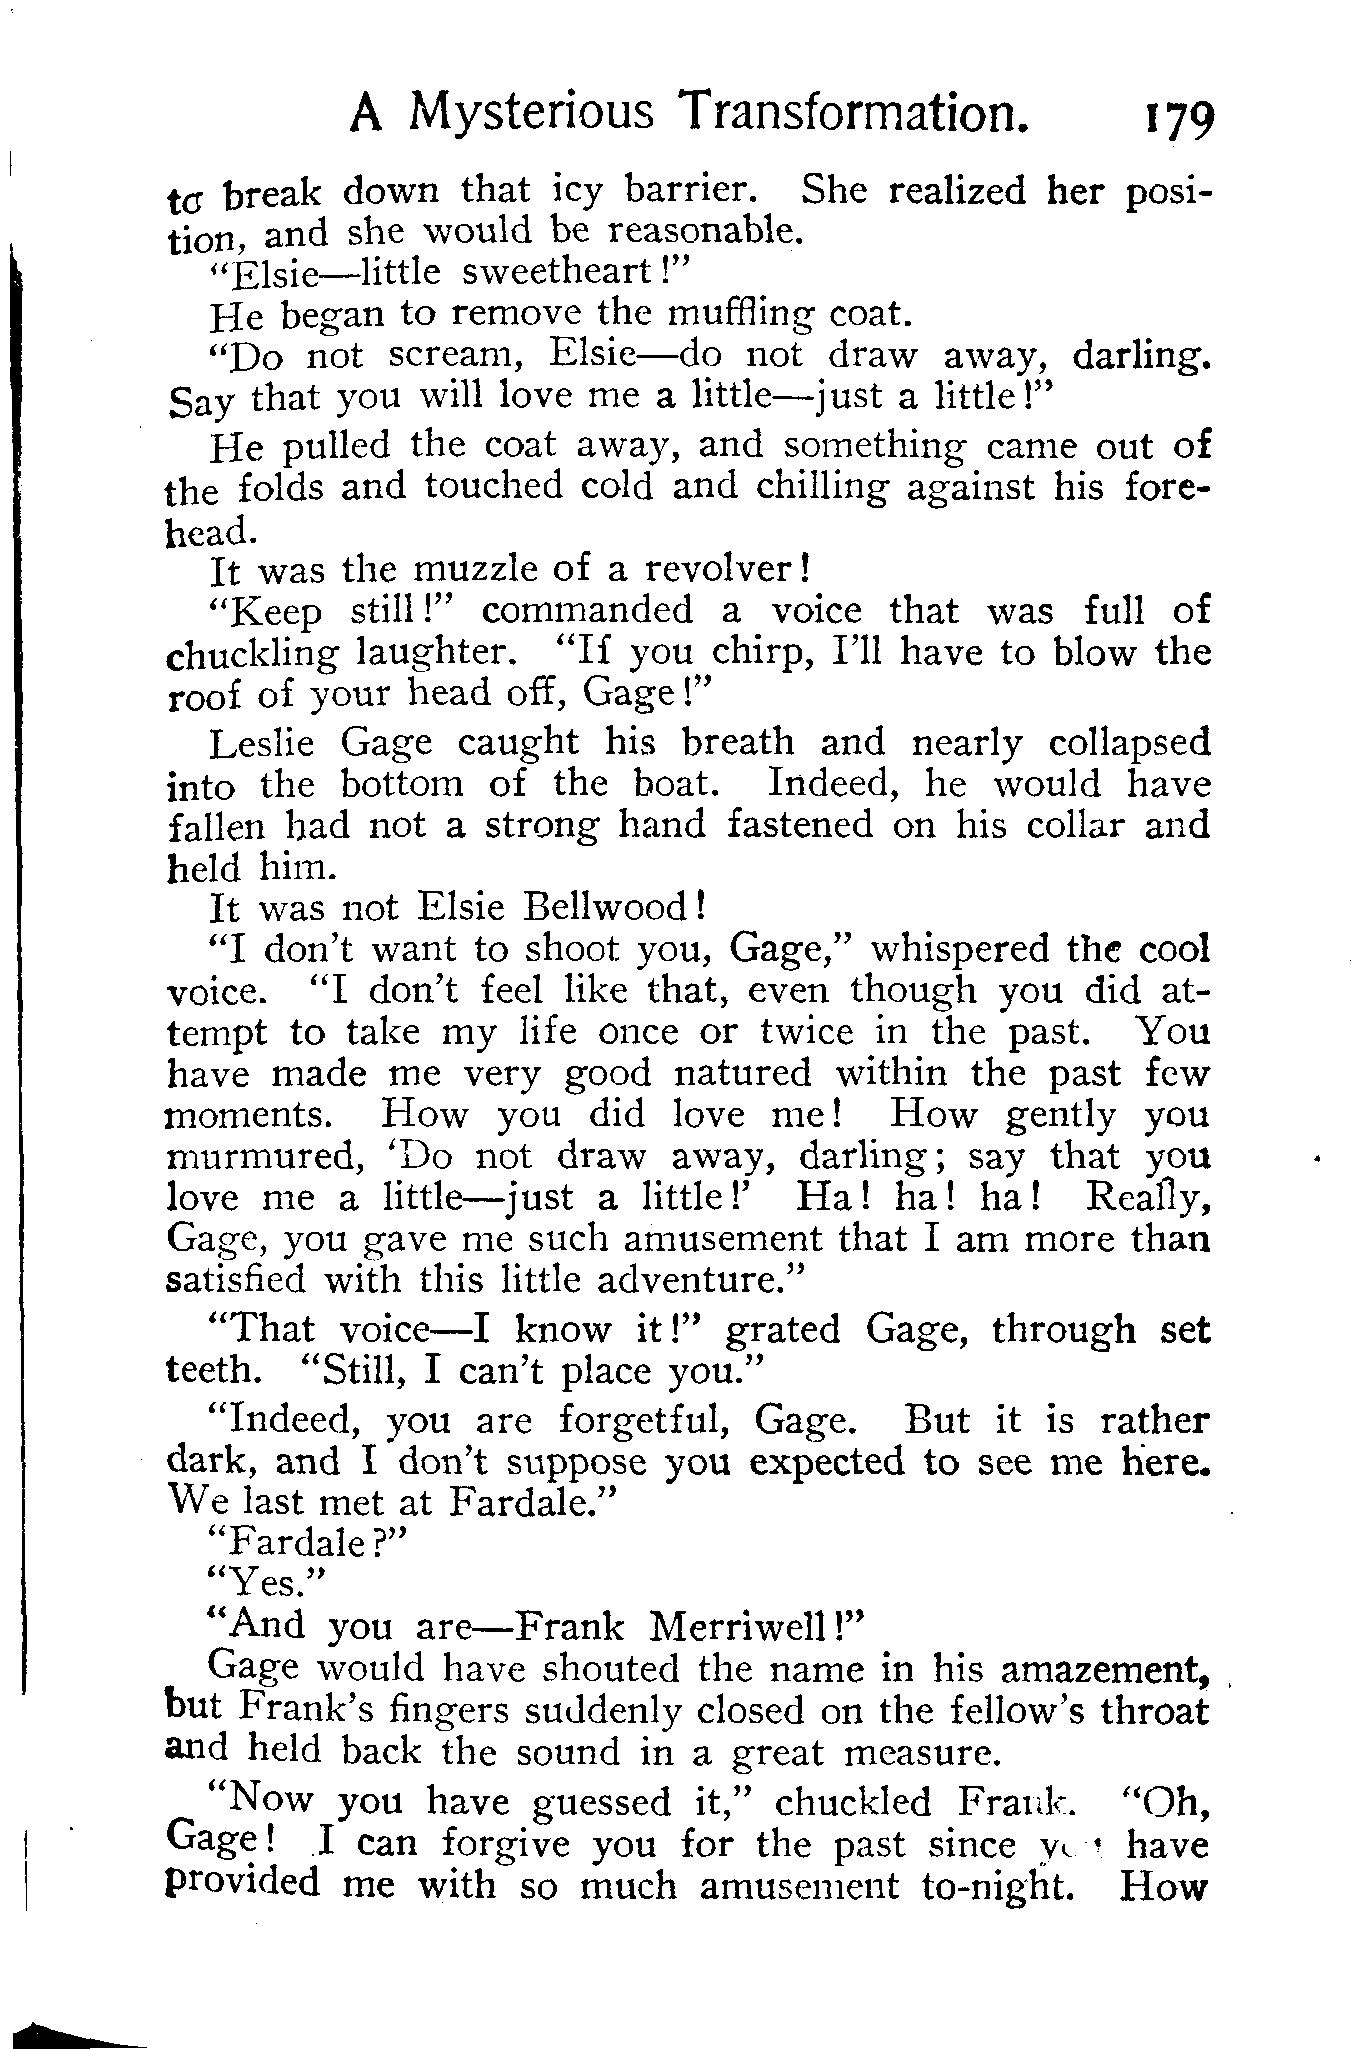 A Mysterious Transformation. 179
to break down that icy barrier. She realized her posi-
tion, and she would be reasonable.
"Elsie—little sweetheart!"
He began to remove the muffling coat.
"Do not scream, Elsie—do not draw away, darling.
Say that you will love me a little—just a little!"
He pulled the coat away, and something came out of
the folds and touched cold and chilling against his fore-
head.
It was the muzzle of a revolver!
"Keep still!" commanded a voice that was full of
chuckling laughter. "If you chirp, I'll have to blow the
roof of your head off, Gage!"
Leslie Gage caught his breath and nearly collapsed
into the bottom of the boat. Indeed, he would have
fallen had not a strong hand fastened on his collar and
held him.
It was not Elsie Bellwood!
"I don't want to shoot you, Gage," whispered the cool
voice. "I don't feel like that, even though you did at-
tempt to take my life once or twice in the past. You
have made me very good natured within the past few
moments. How you did love me! How gently you
murmured, 'Do not draw away, darling; say that you
love me a little—just a little!' Ha! ha! ha! Really,
Gage, you gave me such amusement that I am more than
satisfied with this little adventure."
"That voice—I know it!" grated Gage, through set
teeth. "Still, I can't place you."
"Indeed, you are forgetful, Gage. But it is rather
dark, and I don't suppose you expected to see me here.
We last met at Fardale."
"Fardale?"
"Yes."
"And you are—Frank Merriwell!"
Gage would have shouted the name in his amazement,
but Frank's fingers suddenly closed on the fellow's throat
and held back the sound in a great measure.
"Now you have guessed it," chuckled Frank. "Oh,
Gage! I can forgive you for the past since have
provided me with so much amusement to-night. How